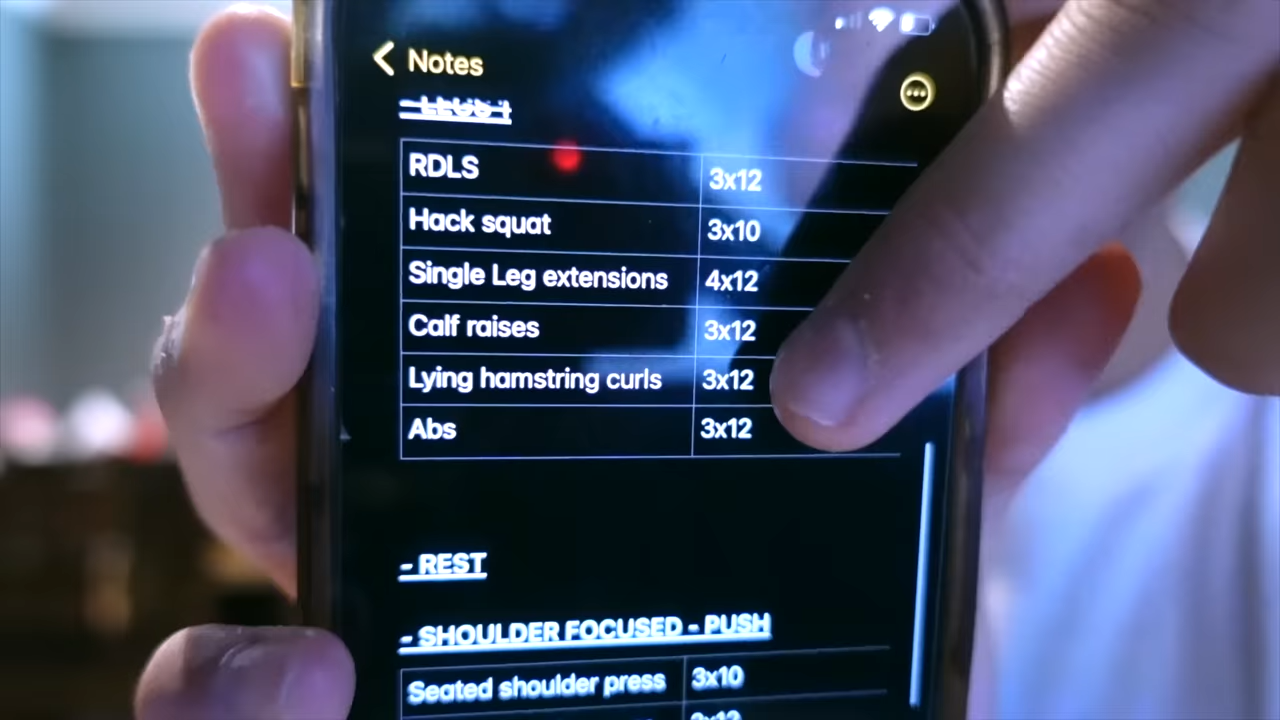 Notes
RDLS 3x12
Hack squat 3x10
Single Leg extensions 4x12
Calf raises 3x12
Lying hamstring curls 3x12
Abs 3x12
- REST
- SHOULDER FOCUSED - PUSH
Seated shoulder press 3x10